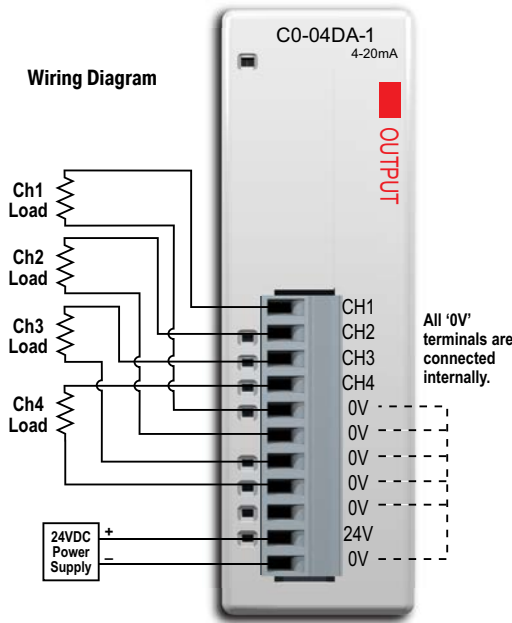 C0-04DA-1
4-20mA
Wiring Diagram
OUTPUT
Ch1
Load
Ch2
Load
Ch3
Load
Ch4
Load
CH1
CH2
CH3
CH4
0V
0V
0V
0V
0V
24V
0V
All ‘0V’
terminals are
connected
internally.
24VDC
Power
Supply
+
–